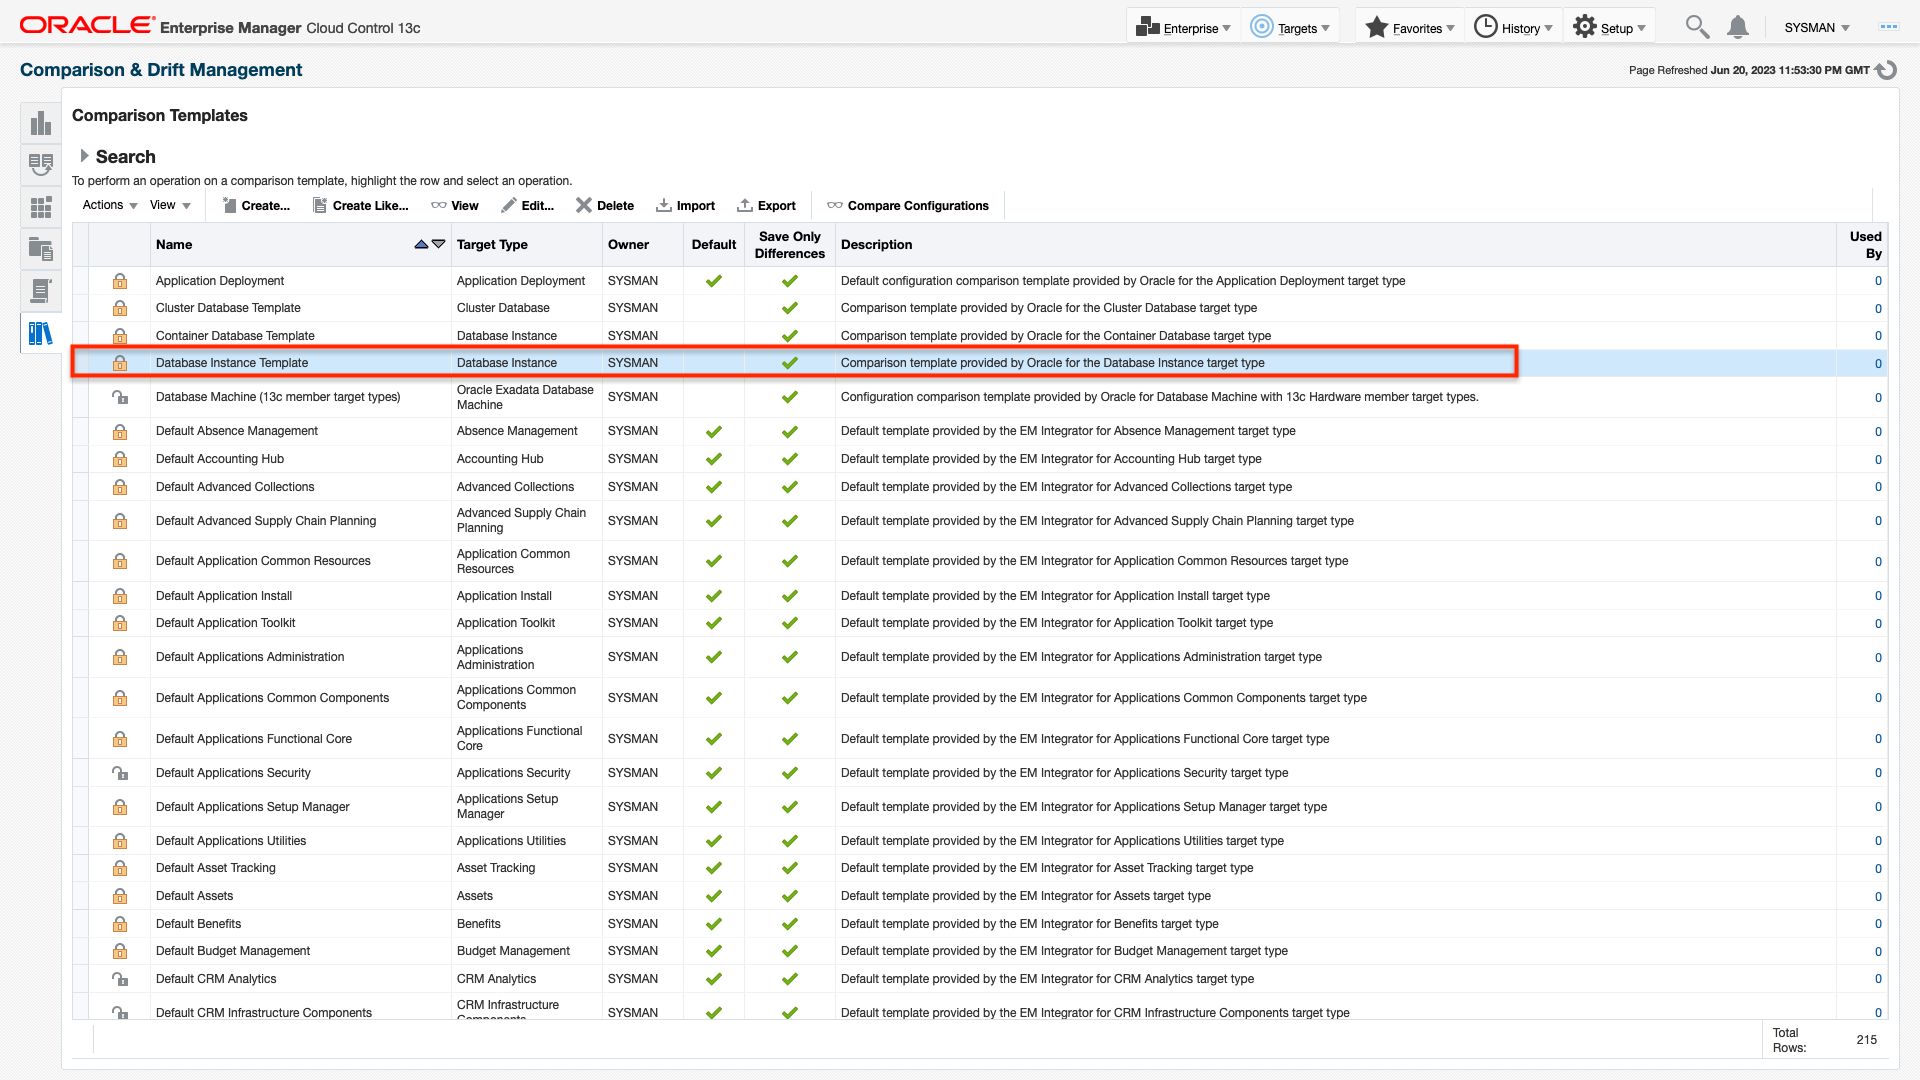 ORACLE Enterprise Manager Cloud Control 13c
Enterprise Targets Favorites History Setup SYSMAN
Comparison & Drift Management
Page Refreshed Jun 20, 2023 11:53:30 PM GMT
Comparison Templates
Search
To perform an operation on a comparison template, highlight the row and select an operation.
Actions View Create... Create Like... View Edit... Delete Import Export Compare Configurations
Name Target Type Owner Default Save Only Differences Description Used By
Application Deployment Application Deployment SYSMAN Default configuration comparison template provided by Oracle for the Application Deployment target type 0
Cluster Database Template Cluster Database SYSMAN Comparison template provided by Oracle for the Cluster Database target type 0
Container Database Template Database Instance SYSMAN Comparison template provided by Oracle for the Container Database target type 0
Database Instance Template Database Instance SYSMAN Comparison template provided by Oracle for the Database Instance target type 0
Database Machine (13c member target types) Oracle Exadata Database Machine SYSMAN Configuration comparison template provided by Oracle for Database Machine with 13c Hardware member target types. 0
Default Absence Management Absence Management SYSMAN Default template provided by the EM Integrator for Absence Management target type 0
Default Accounting Hub Accounting Hub SYSMAN Default template provided by the EM Integrator for Accounting Hub target type 0
Default Advanced Collections Advanced Collections SYSMAN Default template provided by the EM Integrator for Advanced Collections target type 0
Default Advanced Supply Chain Planning Advanced Supply Chain Planning SYSMAN Default template provided by the EM Integrator for Advanced Supply Chain Planning target type 0
Default Application Common Resources Application Common Resources SYSMAN Default template provided by the EM Integrator for Application Common Resources target type 0
Default Application Install Application Install SYSMAN Default template provided by the EM Integrator for Application Install target type 0
Default Application Toolkit Application Toolkit SYSMAN Default template provided by the EM Integrator for Application Toolkit target type 0
Default Applications Administration Applications Administration SYSMAN Default template provided by the EM Integrator for Applications Administration target type 0
Default Applications Common Components Applications Common Components SYSMAN Default template provided by the EM Integrator for Applications Common Components target type 0
Default Applications Functional Core Applications Functional Core SYSMAN Default template provided by the EM Integrator for Applications Functional Core target type 0
Default Applications Security Applications Security SYSMAN Default template provided by the EM Integrator for Applications Security target type 0
Default Applications Setup Manager Applications Setup Manager SYSMAN Default template provided by the EM Integrator for Applications Setup Manager target type 0
Default Applications Utilities Applications Utilities SYSMAN Default template provided by the EM Integrator for Applications Utilities target type 0
Default Asset Tracking Asset Tracking SYSMAN Default template provided by the EM Integrator for Asset Tracking target type 0
Default Assets Assets SYSMAN Default template provided by the EM Integrator for Assets target type 0
Default Benefits Benefits SYSMAN Default template provided by the EM Integrator for Benefits target type 0
Default Budget Management Budget Management SYSMAN Default template provided by the EM Integrator for Budget Management target type 0
Default CRM Analytics CRM Analytics SYSMAN Default template provided by the EM Integrator for CRM Analytics target type 0
Default CRM Infrastructure Components CRM Infrastructure SYSMAN Default template provided by the EM Integrator for CRM Infrastructure Components target type 0
Total Rows: 215